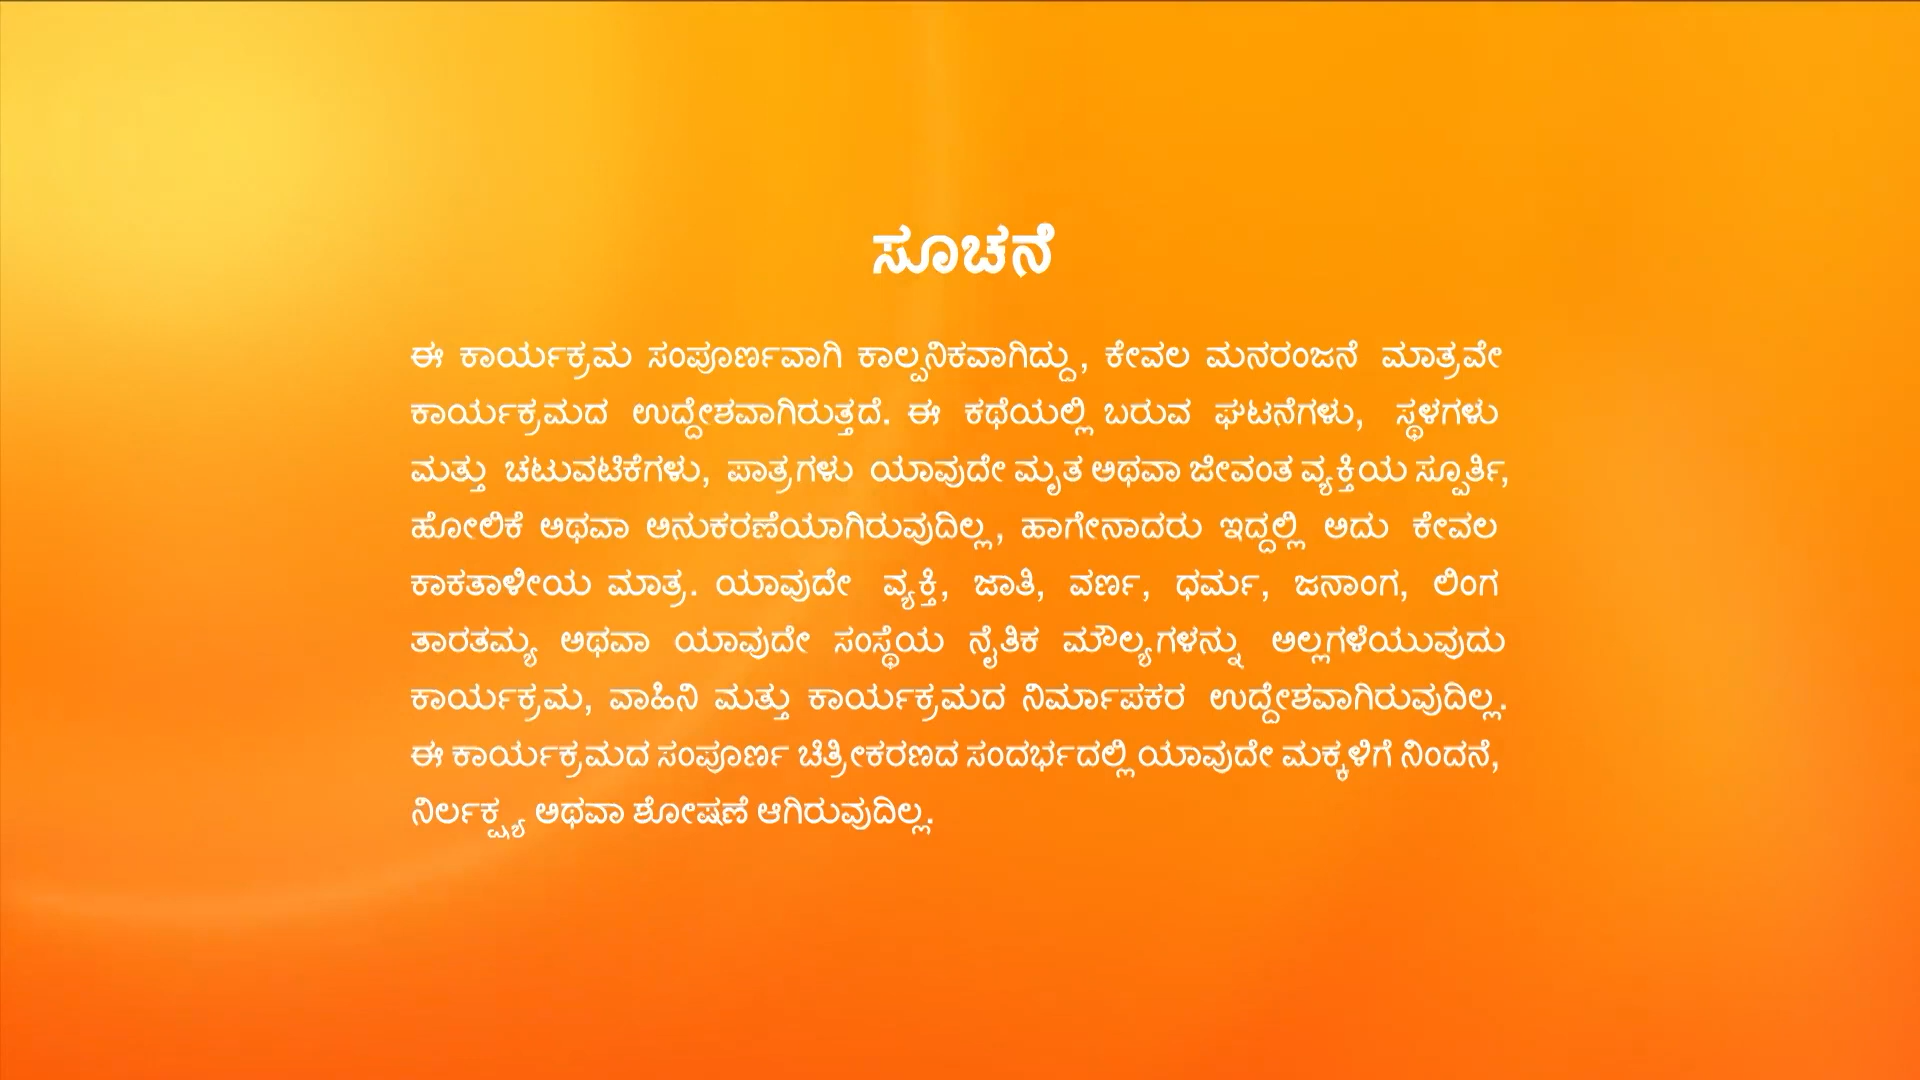 ಸೂಚನೆ
ಈ ಕಾರ್ಯಕ್ರಮ ಸಂಪೂರ್ಣವಾಗಿ ಕಾಲ್ಪನಿಕವಾಗಿದ್ದು, ಕೇವಲ ಮನರಂಜನೆ ಮಾತ್ರವೇ
ಕಾರ್ಯಕ್ರಮದ ಉದ್ದೇಶವಾಗಿರುತ್ತದೆ. ಈ ಕಥೆಯಲ್ಲಿ ಬರುವ ಘಟನೆಗಳು, ಸ್ಥಳಗಳು
ಮತ್ತು ಚಟುವಟಿಕೆಗಳು, ಪಾತ್ರಗಳು ಯಾವುದೇ ಮೃತ ಅಥವಾ ಜೀವಂತ ವ್ಯಕ್ತಿಯ ಸ್ಪೂರ್ತಿ,
ಹೋಲಿಕೆ ಅಥವಾ ಅನುಕರಣೆಯಾಗಿರುವುದಿಲ್ಲ, ಹಾಗೇನಾದರು ಇದ್ದಲ್ಲಿ ಅದು ಕೇವಲ
ಕಾಕತಾಳೀಯ ಮಾತ್ರ. ಯಾವುದೇ ವ್ಯಕ್ತಿ, ಜಾತಿ, ವರ್ಣ, ಧರ್ಮ, ಜನಾಂಗ, ಲಿಂಗ
ತಾರತಮ್ಯ ಅಥವಾ ಯಾವುದೇ ಸಂಸ್ಥೆಯ ನೈತಿಕ ಮೌಲ್ಯಗಳನ್ನು ಅಲ್ಲಗಳೆಯುವುದು
ಕಾರ್ಯಕ್ರಮ, ವಾಹಿನಿ ಮತ್ತು ಕಾರ್ಯಕ್ರಮದ ನಿರ್ಮಾಪಕರ ಉದ್ದೇಶವಾಗಿರುವುದಿಲ್ಲ.
ಈ ಕಾರ್ಯಕ್ರಮದ ಸಂಪೂರ್ಣ ಚಿತ್ರೀಕರಣದ ಸಂದರ್ಭದಲ್ಲಿ ಯಾವುದೇ ಮಕ್ಕಳಿಗೆ ನಿಂದನೆ,
ನಿರ್ಲಕ್ಷ್ಯ ಅಥವಾ ಶೋಷಣೆ ಆಗಿರುವುದಿಲ್ಲ.